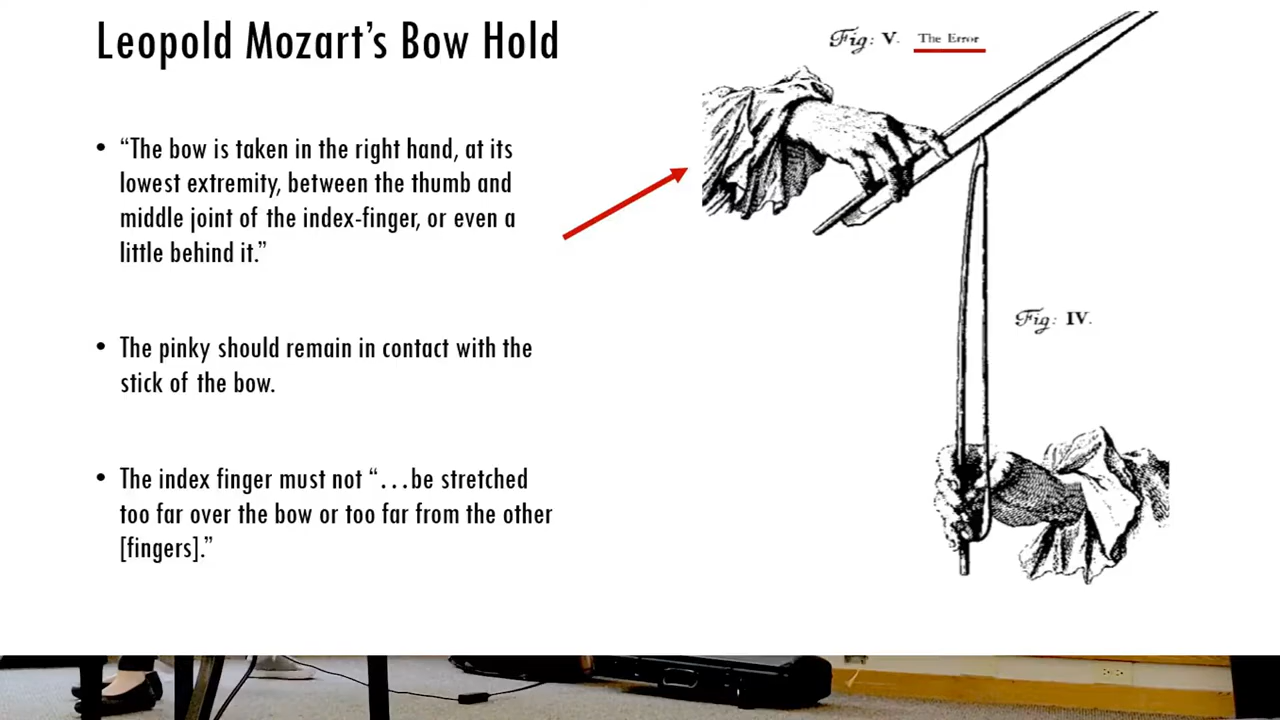 Leopold Mozart’s Bow Hold
Fig: V. The Error
• “The bow is taken in the right hand, at its
lowest extremity, between the thumb and
middle joint of the index-finger, or even a
little behind it.”
Fig: IV.
• The pinky should remain in contact with the
stick of the bow.
• The index finger must not “…be stretched
too far over the bow or too far from the other
[fingers].”